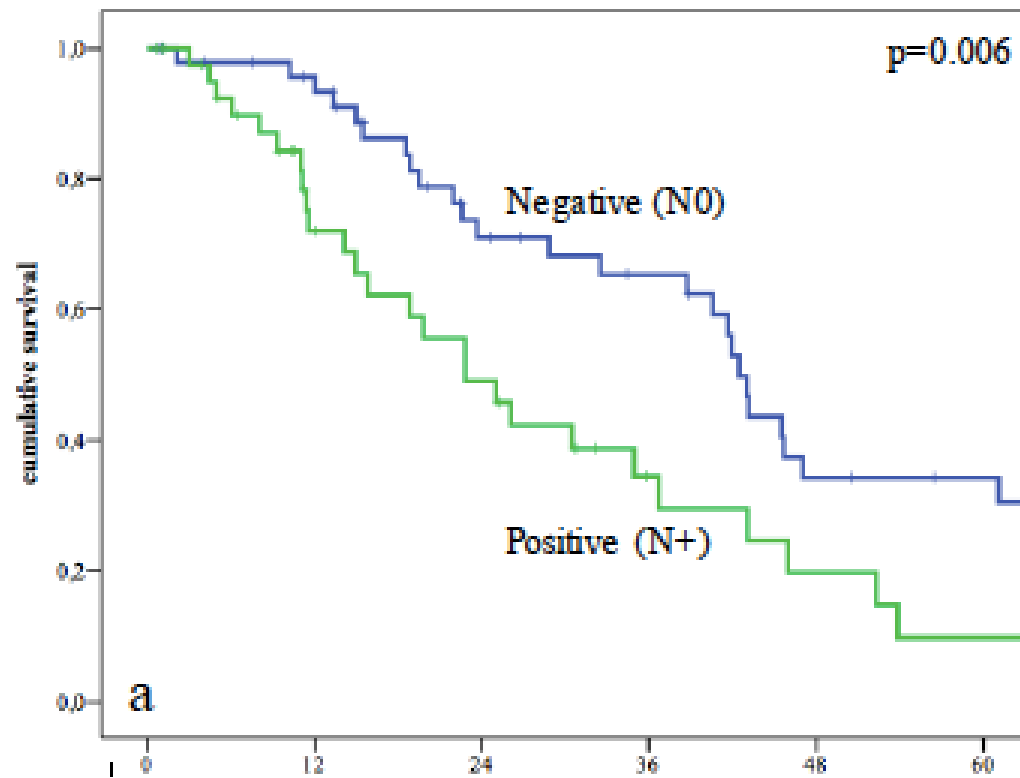 1,0
p=0.006
0,8
Negative (N0)
0,6
cumulative survival
0,4
Positive (N+)
0,2
a
0,0
0 12 24 36 48 60